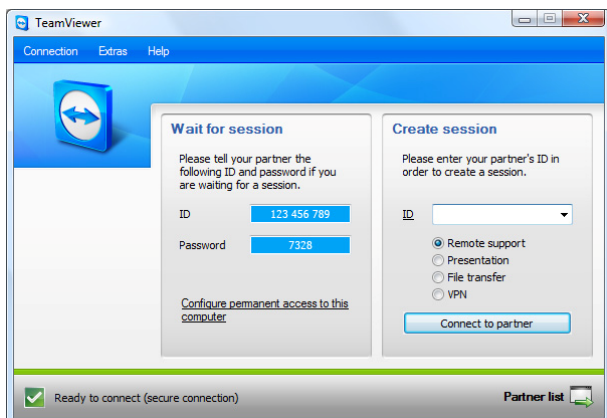 TeamViewer
Connection Extras Help
Wait for session
Please tell your partner the
following ID and password if you
are waiting for a session.
ID 123 456 789
Password 7328
Configure permanent access to this
computer
Create session
Please enter your partner's ID in
order to create a session.
ID
Remote support
Presentation
File transfer
VPN
Connect to partner
Ready to connect (secure connection)
Partner list